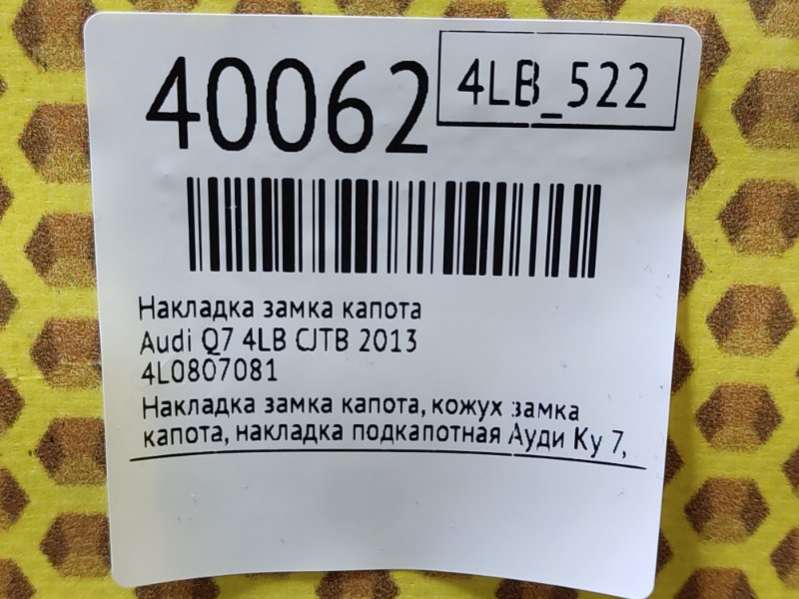 40062
4LB_522
Накладка замка капота
Audi Q7 4LB CJTB 2013
4L0807081
Накладка замка капота, кожух замка
капота, накладка подкапотная Ауди Ку 7,